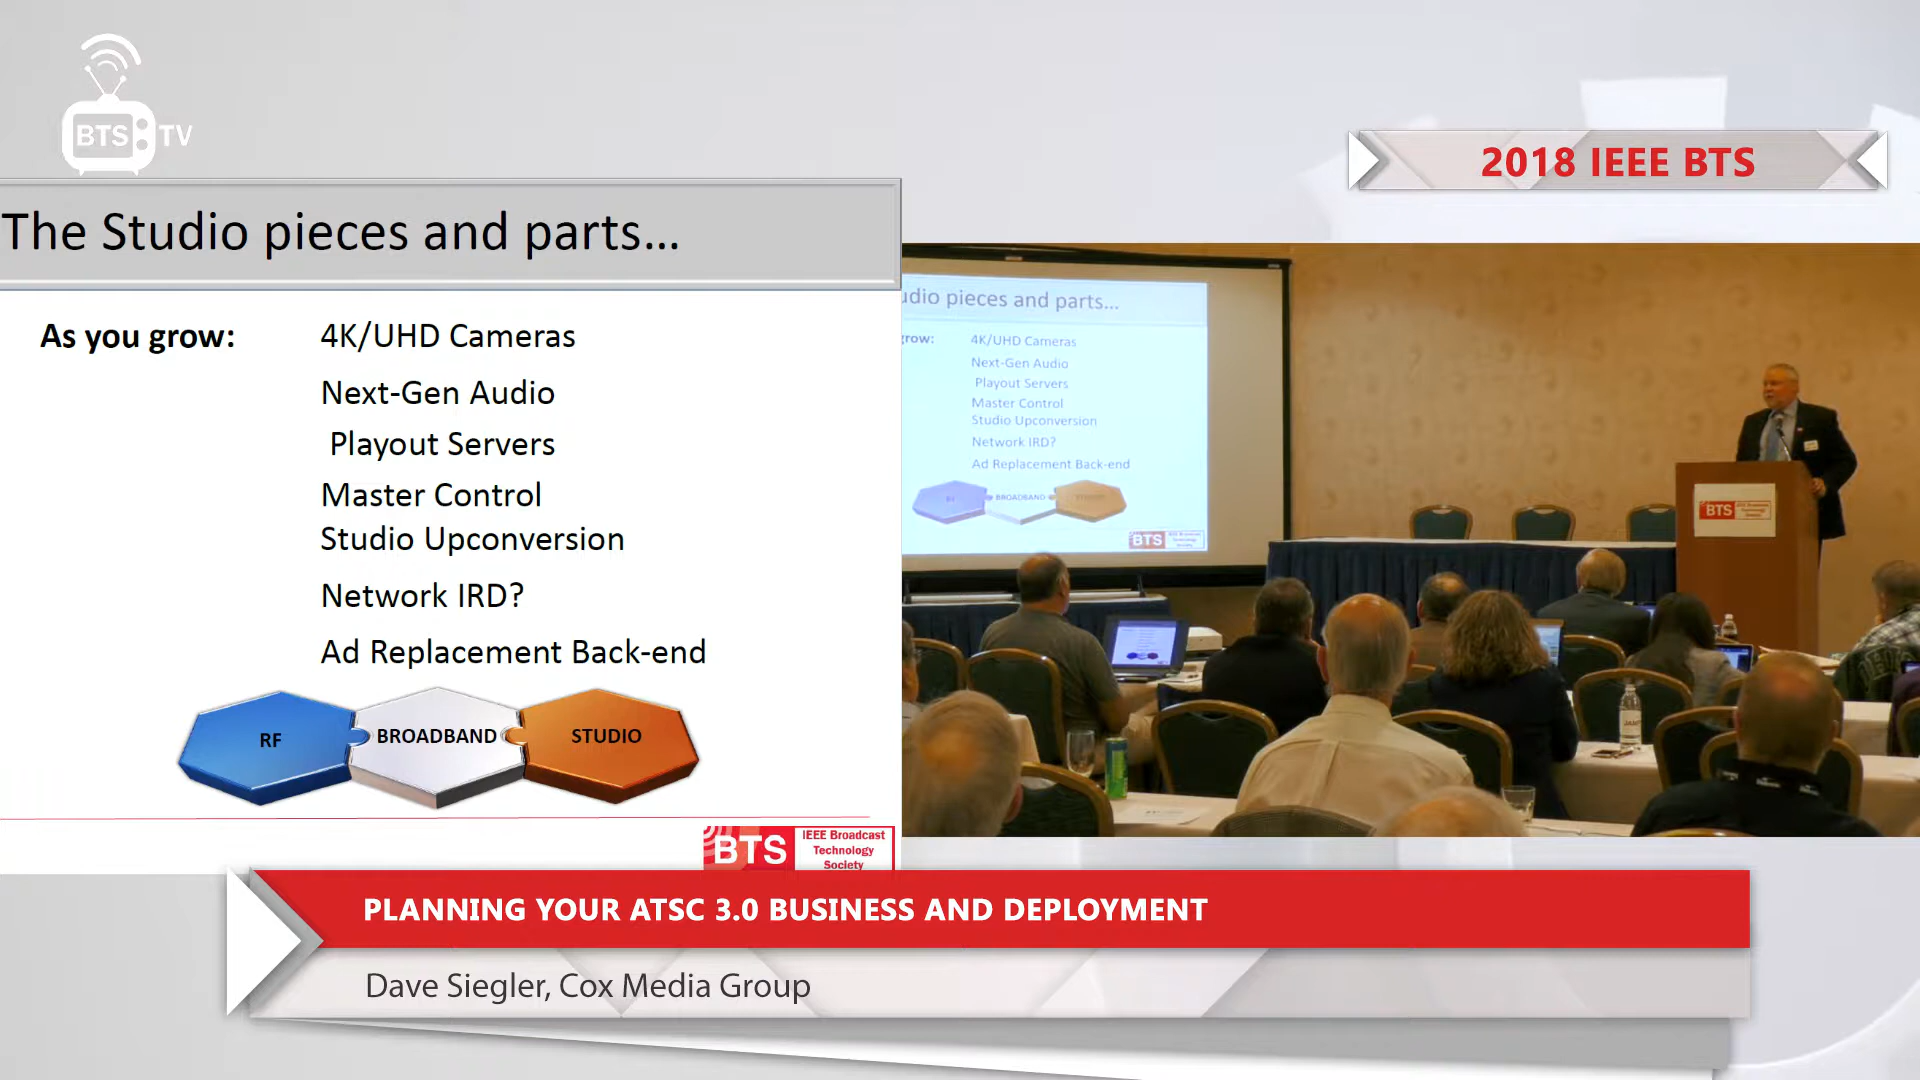 BTS TV
2018 IEEE BTS
The Studio pieces and parts...
As you grow:
4K/UHD Cameras
Next-Gen Audio
Playout Servers
Master Control
Studio Upconversion
Network IRD?
Ad Replacement Back-end
RF
BROADBAND
STUDIO
BTS
IEEE Broadcast
Technology
Society
udio pieces and parts...
row:
4K/UHD Cameras
Next-Gen Audio
Playout Servers
Master Control
Studio Upconversion
Network IRD?
Ad Replacement Back-end
BROADBAND
BTS
BTS
PLANNING YOUR ATSC 3.0 BUSINESS AND DEPLOYMENT
Dave Siegler, Cox Media Group